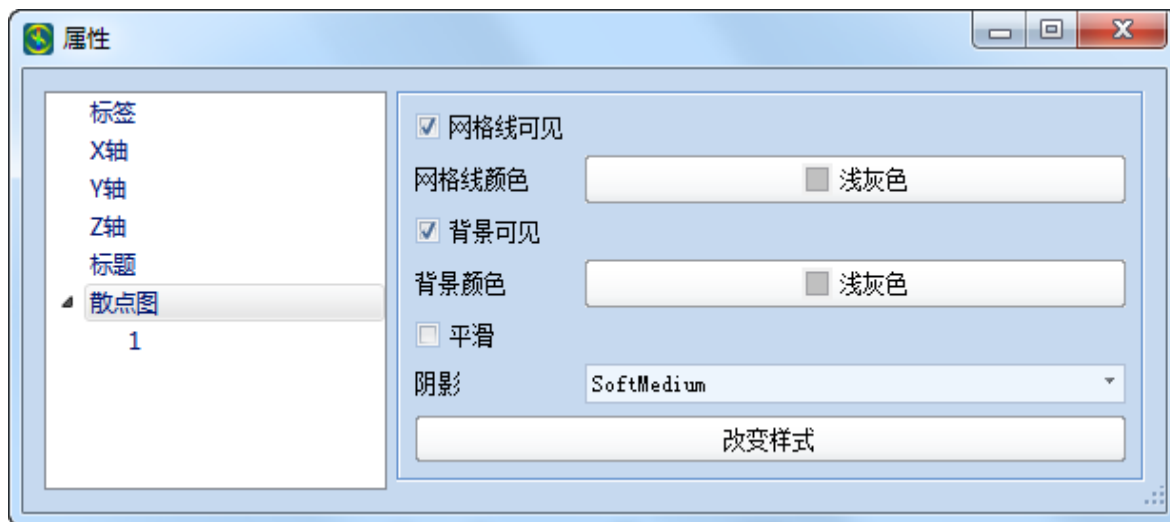 属性
标签
X轴
Y轴
Z轴
标题
散点图
1
网格线可见
网格线颜色 浅灰色
背景可见
背景颜色 浅灰色
平滑
阴影 SoftMedium
改变样式